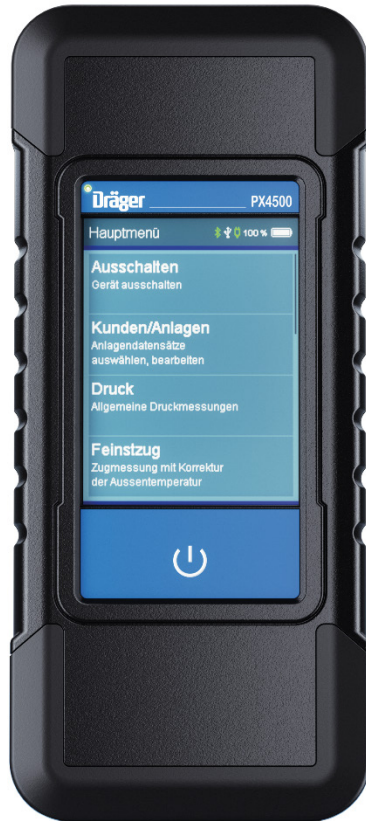 Dräger PX4500
Hauptmenü 100 %
Ausschalten
Gerät ausschalten
Kunden/Anlagen
Anlagendatensätze
auswählen, bearbeiten
Druck
Allgemeine Druckmessungen
Feinstzug
Zugmessung mit Korrektur
der Aussentemperatur